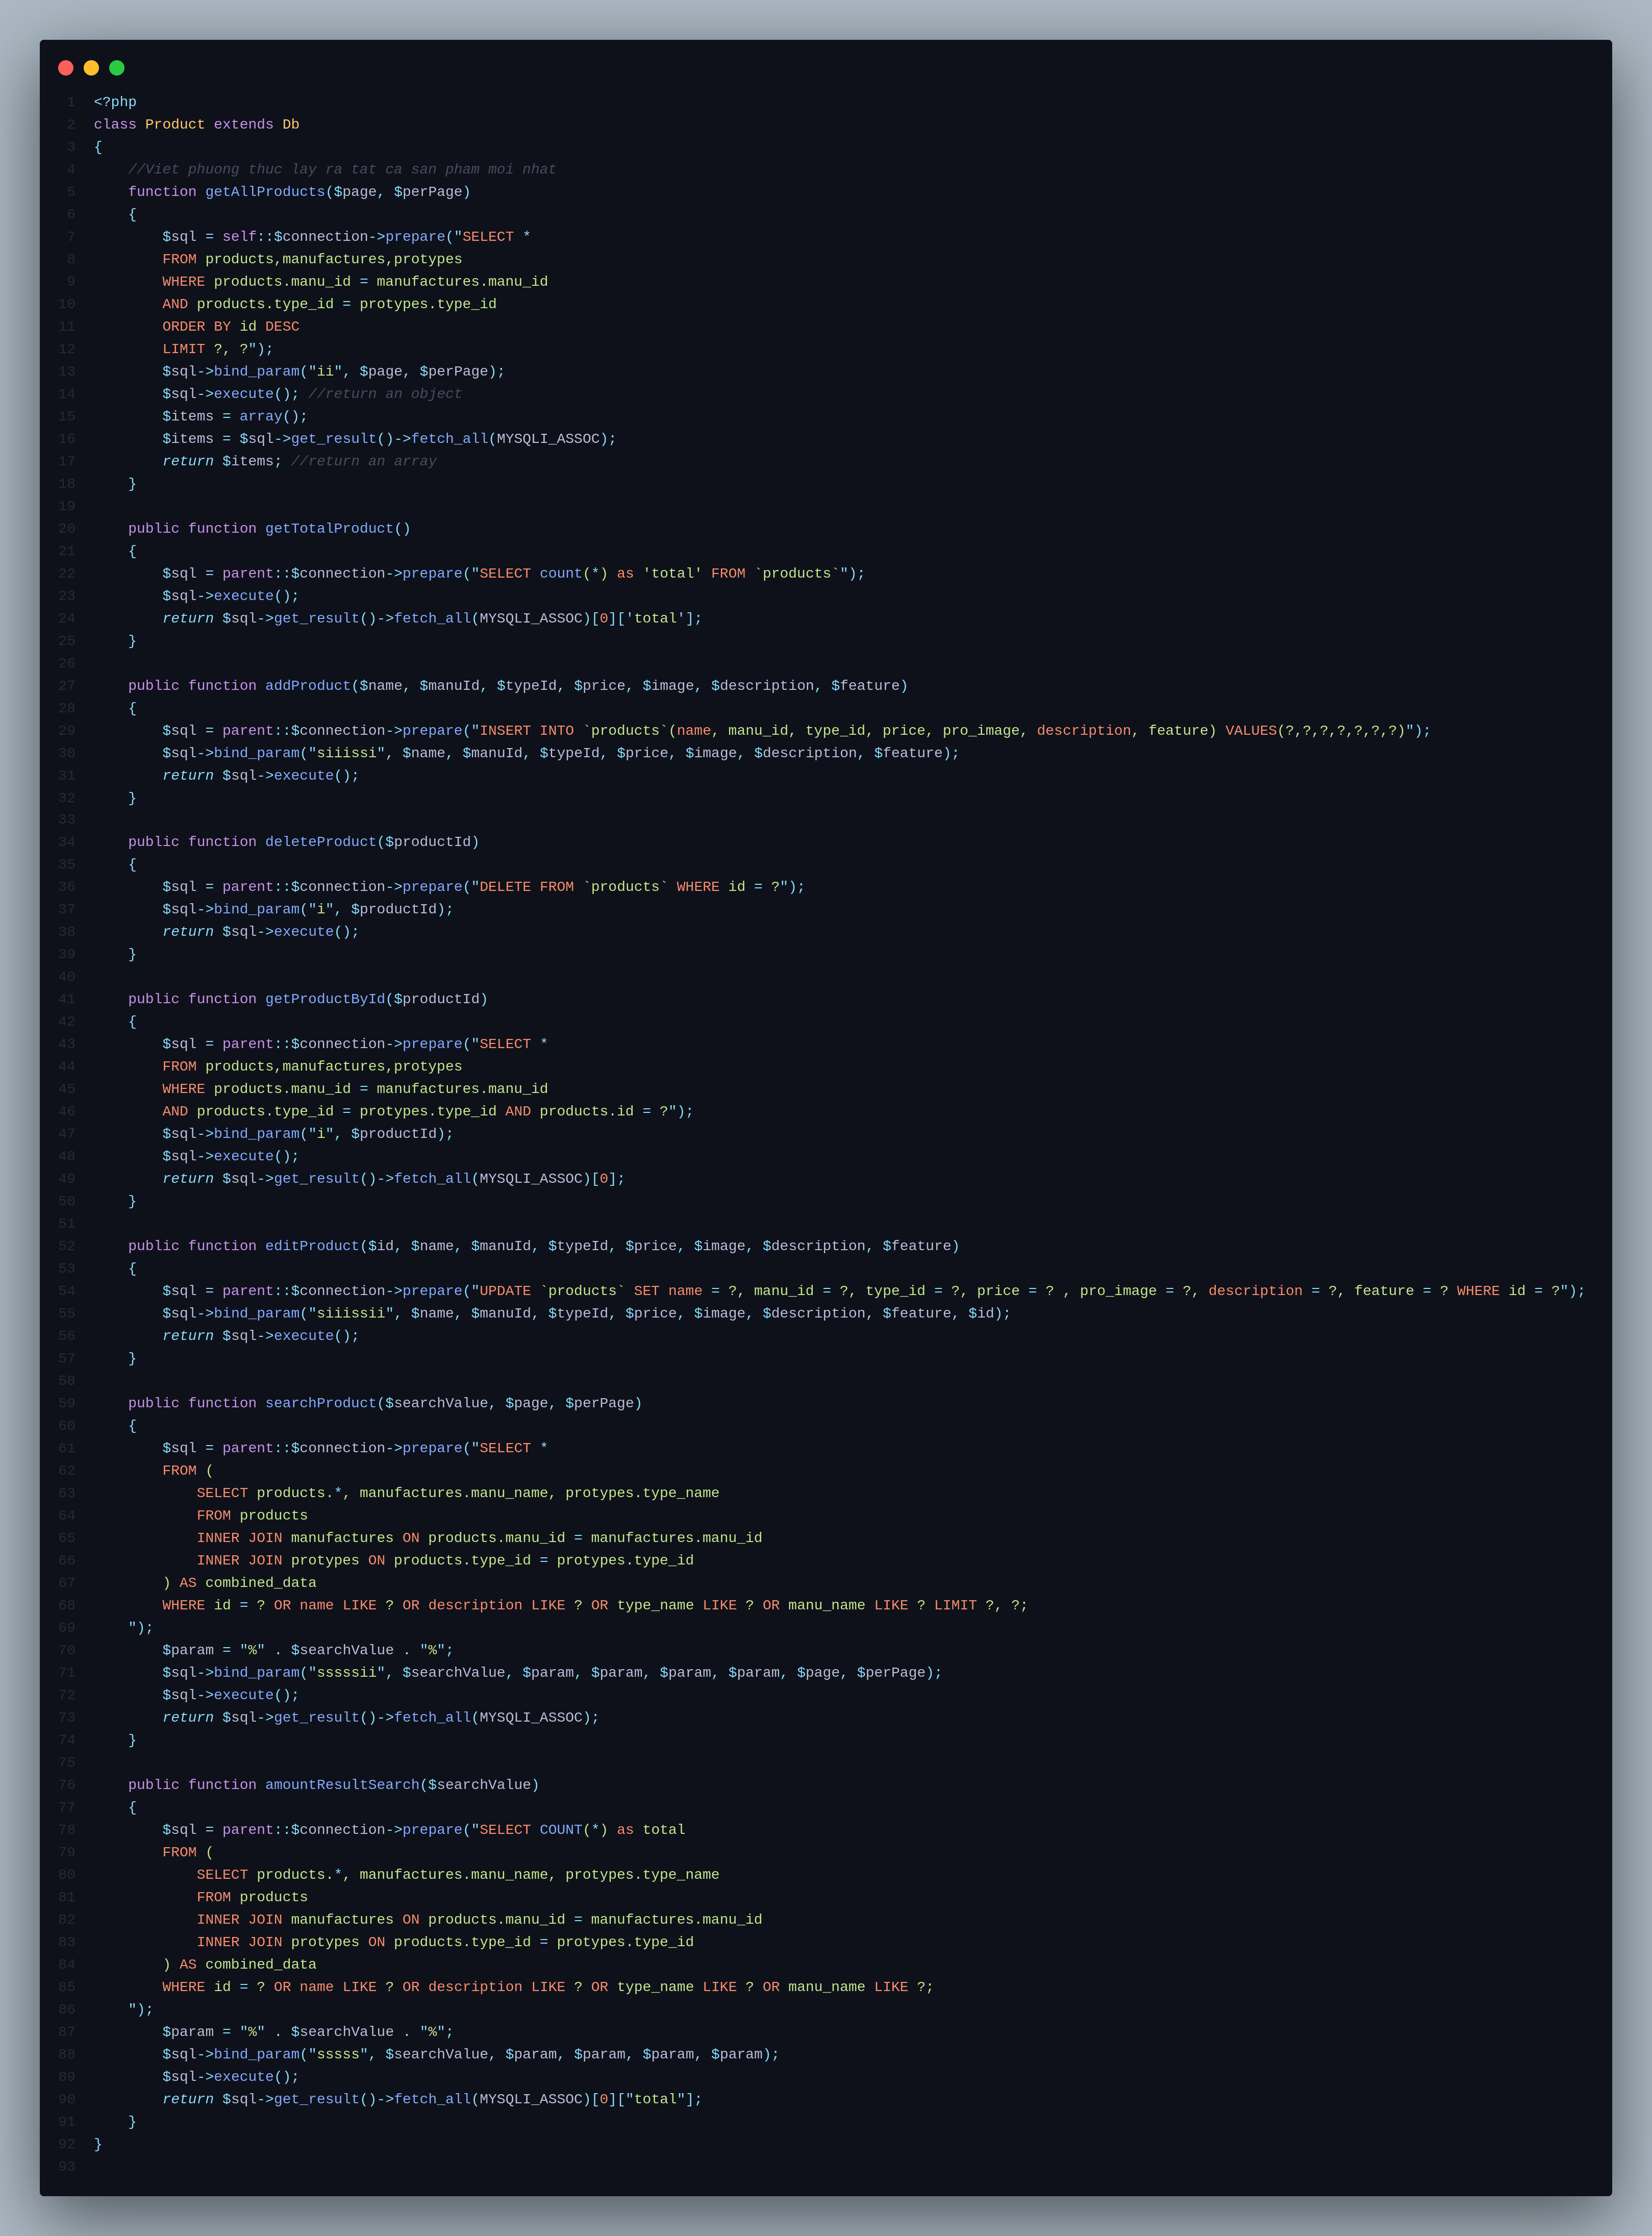 1 <?php
2 class Product extends Db
3 {
4     //Viet phuong thuc lay ra tat ca san pham moi nhat
5     function getAllProducts($page, $perPage)
6     {
7         $sql = self::$connection->prepare("SELECT *
8         FROM products,manufactures,protypes
9         WHERE products.manu_id = manufactures.manu_id
10         AND products.type_id = protypes.type_id
11         ORDER BY id DESC
12         LIMIT ?, ?");
13         $sql->bind_param("ii", $page, $perPage);
14         $sql->execute(); //return an object
15         $items = array();
16         $items = $sql->get_result()->fetch_all(MYSQLI_ASSOC);
17         return $items; //return an array
18     }
19
20     public function getTotalProduct()
21     {
22         $sql = parent::$connection->prepare("SELECT count(*) as 'total' FROM `products`");
23         $sql->execute();
24         return $sql->get_result()->fetch_all(MYSQLI_ASSOC)[0]['total'];
25     }
26
27     public function addProduct($name, $manuId, $typeId, $price, $image, $description, $feature)
28     {
29         $sql = parent::$connection->prepare("INSERT INTO `products`(name, manu_id, type_id, price, pro_image, description, feature) VALUES(?,?,?,?,?,?,?)");
30         $sql->bind_param("siiissi", $name, $manuId, $typeId, $price, $image, $description, $feature);
31         return $sql->execute();
32     }
33
34     public function deleteProduct($productId)
35     {
36         $sql = parent::$connection->prepare("DELETE FROM `products` WHERE id = ?");
37         $sql->bind_param("i", $productId);
38         return $sql->execute();
39     }
40
41     public function getProductById($productId)
42     {
43         $sql = parent::$connection->prepare("SELECT *
44         FROM products,manufactures,protypes
45         WHERE products.manu_id = manufactures.manu_id
46         AND products.type_id = protypes.type_id AND products.id = ?");
47         $sql->bind_param("i", $productId);
48         $sql->execute();
49         return $sql->get_result()->fetch_all(MYSQLI_ASSOC)[0];
50     }
51
52     public function editProduct($id, $name, $manuId, $typeId, $price, $image, $description, $feature)
53     {
54         $sql = parent::$connection->prepare("UPDATE `products` SET name = ?, manu_id = ?, type_id = ?, price = ? , pro_image = ?, description = ?, feature = ? WHERE id = ?");
55         $sql->bind_param("siiissii", $name, $manuId, $typeId, $price, $image, $description, $feature, $id);
56         return $sql->execute();
57     }
58
59     public function searchProduct($searchValue, $page, $perPage)
60     {
61         $sql = parent::$connection->prepare("SELECT *
62         FROM (
63             SELECT products.*, manufactures.manu_name, protypes.type_name
64             FROM products
65             INNER JOIN manufactures ON products.manu_id = manufactures.manu_id
66             INNER JOIN protypes ON products.type_id = protypes.type_id
67         ) AS combined_data
68         WHERE id = ? OR name LIKE ? OR description LIKE ? OR type_name LIKE ? OR manu_name LIKE ? LIMIT ?, ?;
69     ");
70         $param = "%" . $searchValue . "%";
71         $sql->bind_param("sssssii", $searchValue, $param, $param, $param, $param, $page, $perPage);
72         $sql->execute();
73         return $sql->get_result()->fetch_all(MYSQLI_ASSOC);
74     }
75
76     public function amountResultSearch($searchValue)
77     {
78         $sql = parent::$connection->prepare("SELECT COUNT(*) as total
79         FROM (
80             SELECT products.*, manufactures.manu_name, protypes.type_name
81             FROM products
82             INNER JOIN manufactures ON products.manu_id = manufactures.manu_id
83             INNER JOIN protypes ON products.type_id = protypes.type_id
84         ) AS combined_data
85         WHERE id = ? OR name LIKE ? OR description LIKE ? OR type_name LIKE ? OR manu_name LIKE ?;
86     ");
87         $param = "%" . $searchValue . "%";
88         $sql->bind_param("sssss", $searchValue, $param, $param, $param, $param);
89         $sql->execute();
90         return $sql->get_result()->fetch_all(MYSQLI_ASSOC)[0]["total"];
91     }
92 }
93